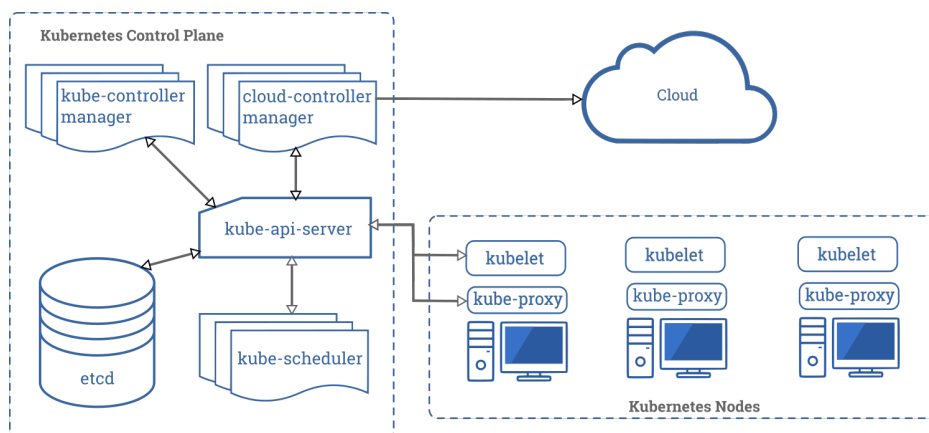 Kubernetes Control Plane
kube-controller
manager
cloud-controller
manager
Cloud
kube-api-server
kubelet
kubelet
kubelet
kube-proxy
kube-proxy
kube-proxy
etcd
kube-scheduler
Kubernetes Nodes